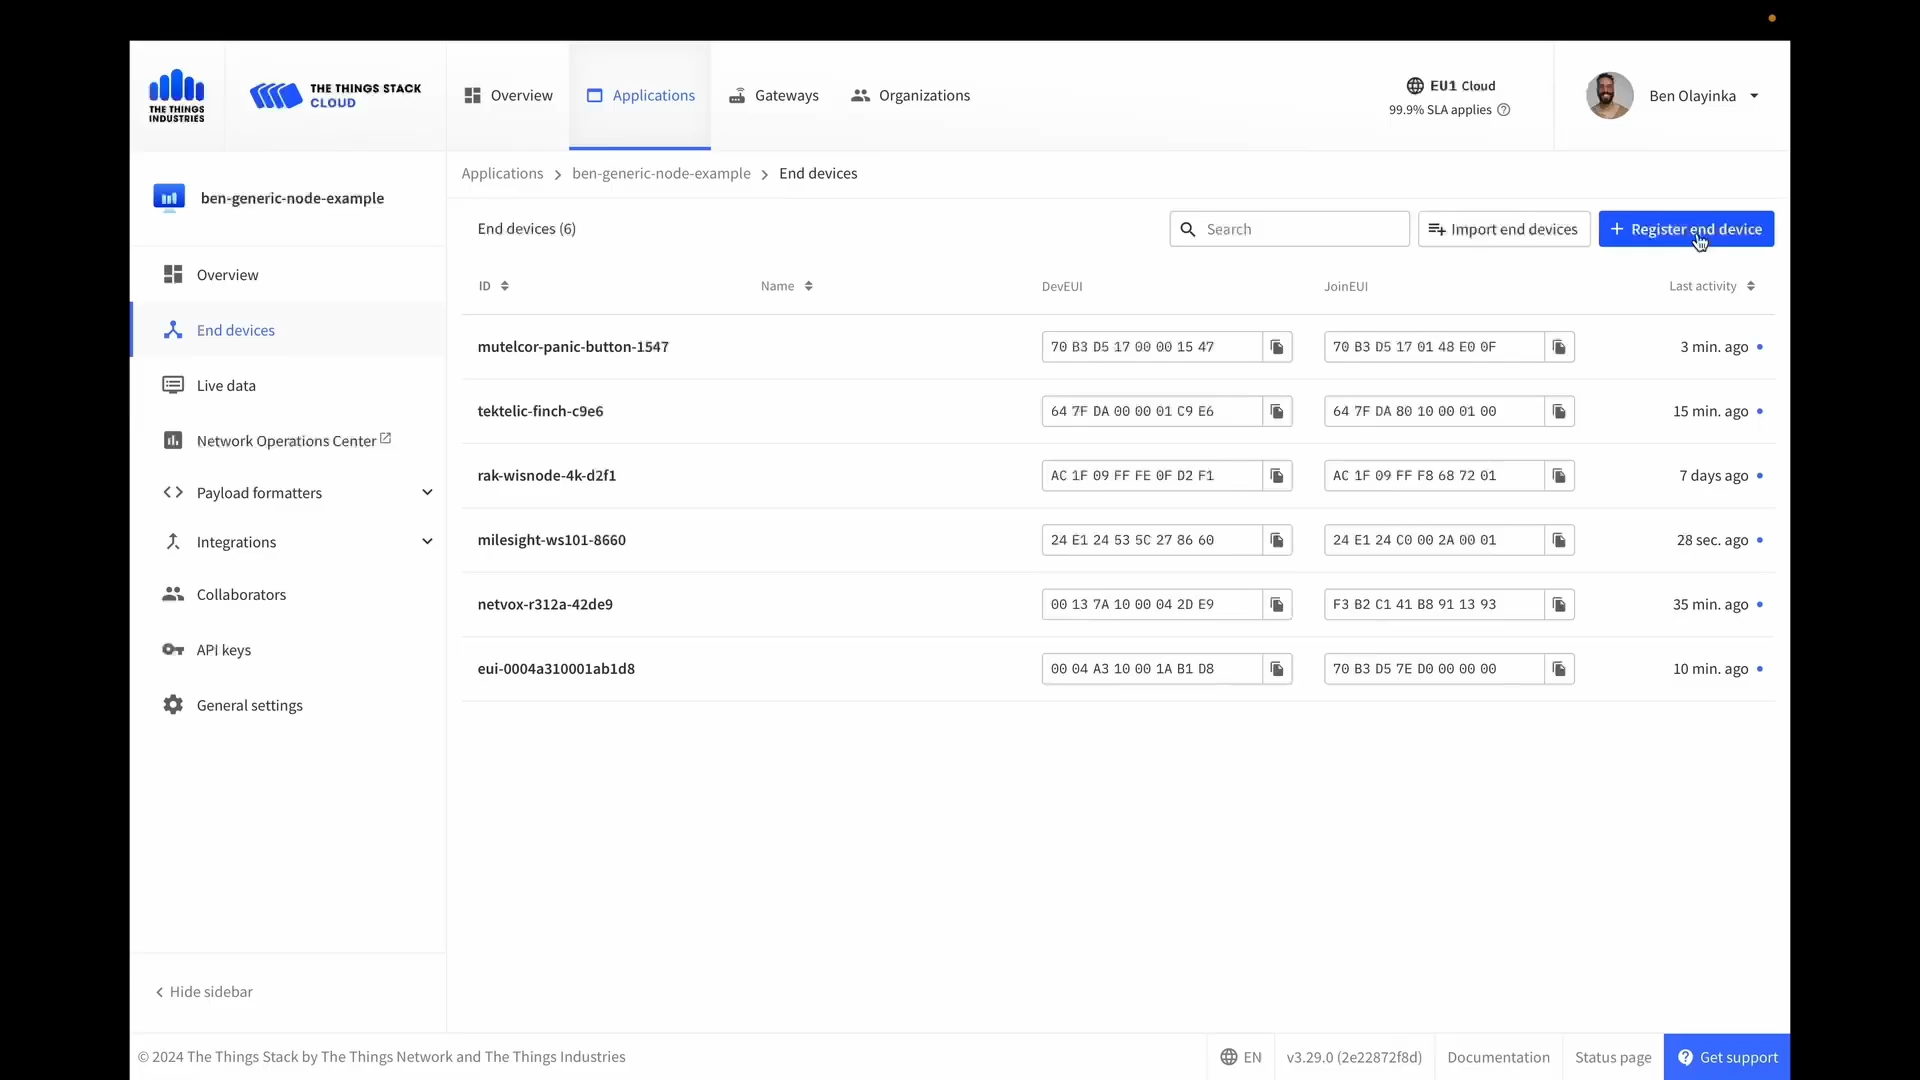 THE THINGS
INDUSTRIES
THE THINGS STACK
CLOUD
Overview
Applications
Gateways
Organizations
EU1 Cloud
99.9% SLA applies
Ben Olayinka
ben-generic-node-example
Overview
End devices
Live data
Network Operations Center
Payload formatters
Integrations
Collaborators
API keys
General settings
Hide sidebar
Applications > ben-generic-node-example > End devices
End devices (6)
Search
Import end devices
+ Register end device
ID Name DevEUI JoinEUI Last activity
mutelcor-panic-button-1547 70 B3 D5 17 00 00 15 47 70 B3 D5 17 01 48 E0 0F 3 min. ago
tektelic-finch-c9e6 64 7F DA 00 00 01 C9 E6 64 7F DA 80 10 00 01 00 15 min. ago
rak-wisnode-4k-d2f1 AC 1F 09 FF FE 0F D2 F1 AC 1F 09 FF F8 68 72 01 7 days ago
milesight-ws101-8660 24 E1 24 53 5C 27 86 60 24 E1 24 C0 00 2A 00 01 28 sec. ago
netvox-r312a-42de9 00 13 7A 10 00 04 2D E9 F3 B2 C1 41 B8 91 13 93 35 min. ago
eui-0004a310001ab1d8 00 04 A3 10 00 1A B1 D8 70 B3 D5 7E D0 00 00 00 10 min. ago
© 2024 The Things Stack by The Things Network and The Things Industries
EN
v3.29.0 (2e22872f8d)
Documentation
Status page
Get support